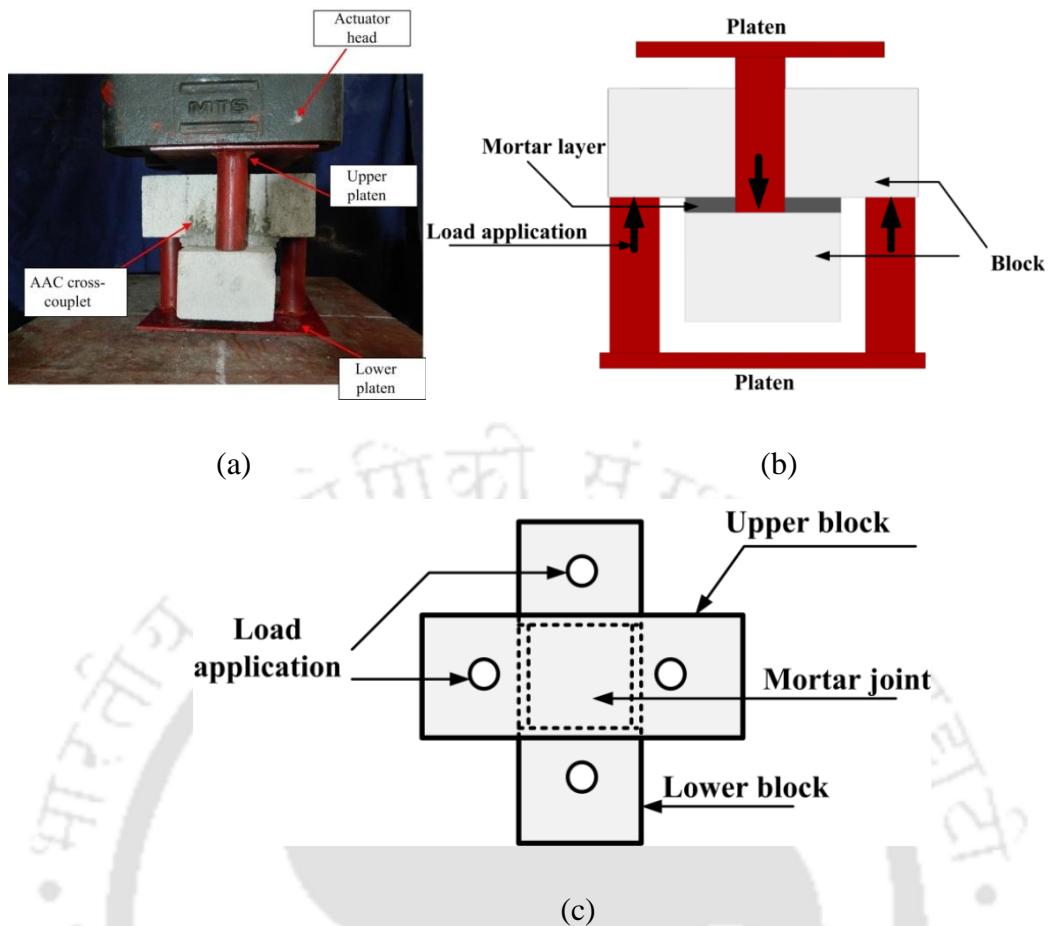 Actuator
head
MTS
Upper
platen
AAC cross-
couplet
Lower
platen
(a)
Platen
Mortar layer
Load application
Block
Platen
(b)
Upper block
Load
application
Mortar joint
Lower block
(c)